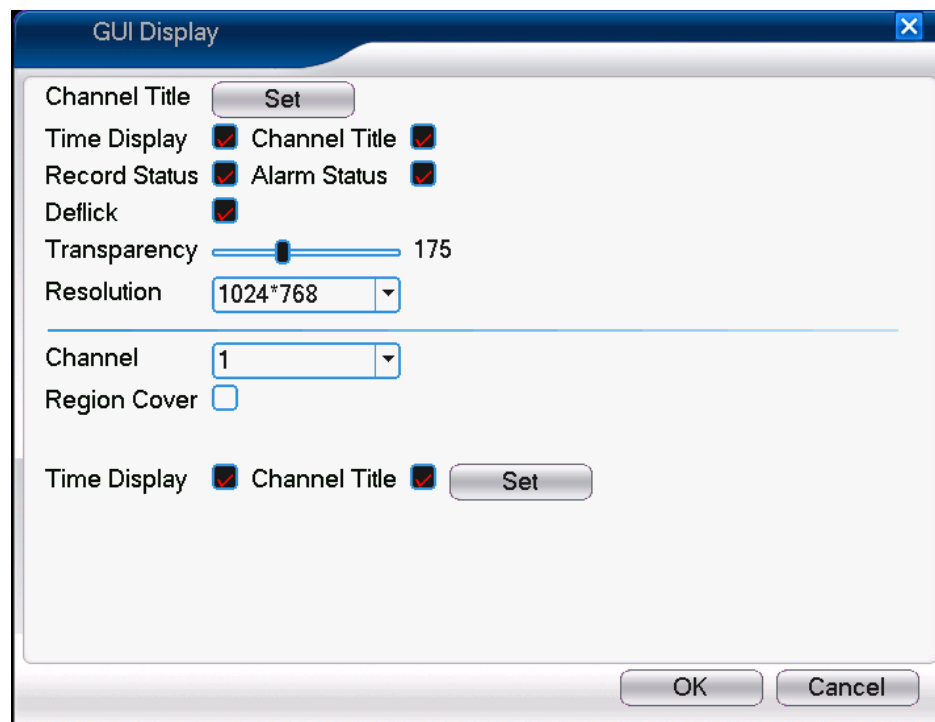 GUI Display
Channel Title Set
Time Display Channel Title
Record Status Alarm Status
Deflick
Transparency 175
Resolution 1024*768
Channel 1
Region Cover
Time Display Channel Title Set
OK Cancel